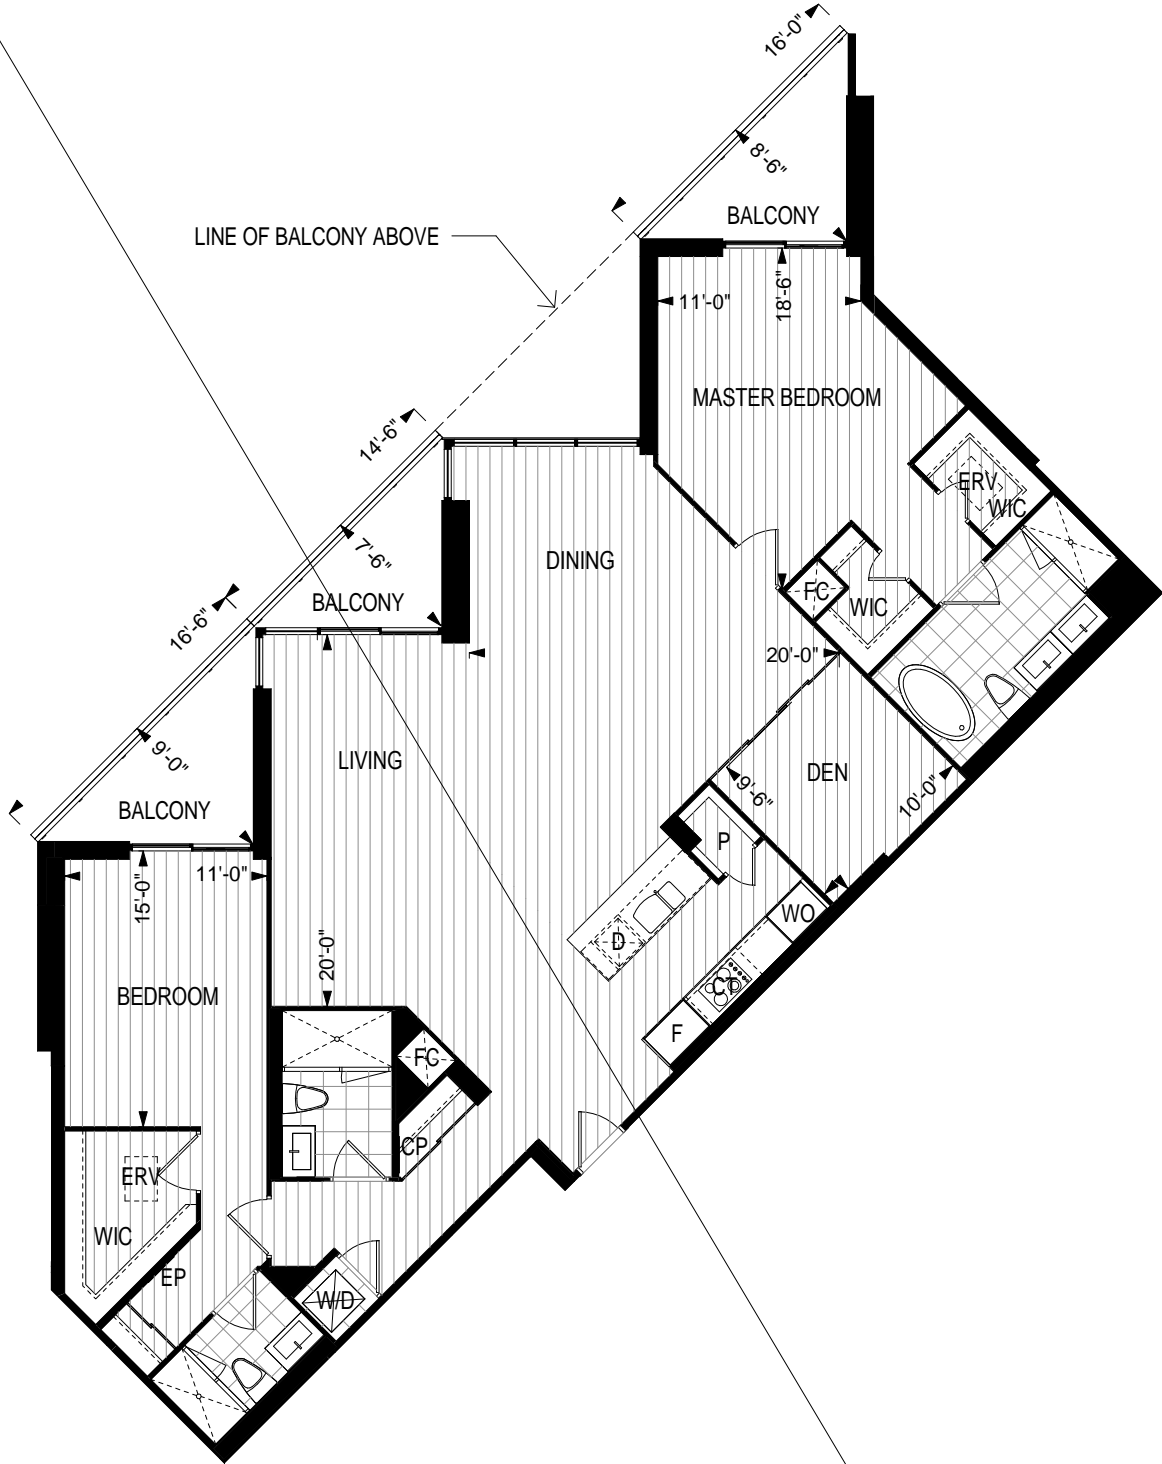 16'-0"
8'-6"
BALCONY
LINE OF BALCONY ABOVE
11'-0"
18'-6"
MASTER BEDROOM
14'-6"
ERV
WIC
7'-6"
DINING
FC
WIC
BALCONY
16'-6"
20'-0"
9'-0"
LIVING
DEN
9'-6"
10'-0"
BALCONY
P
11'-0"
15'-0"
WO
D
20'-0"
CT
BEDROOM
F
FC
CP
ERV
WIC
EP
W/D